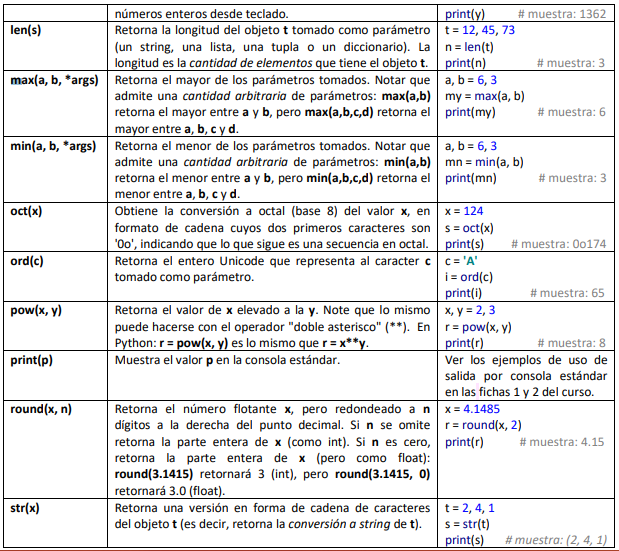 números enteros desde teclado.
print(y) # muestra: 1362
len(s)
Retorna la longitud del objeto t tomado como parámetro
(un string, una lista, una tupla o un diccionario). La
longitud es la cantidad de elementos que tiene el objeto t.
t = 12, 45, 73
n = len(t)
print(n) # muestra: 3
max(a, b, *args)
Retorna el mayor de los parámetros tomados. Notar que
admite una cantidad arbitraria de parámetros: max(a,b)
retorna el mayor entre a y b, pero max(a,b,c,d) retorna el
mayor entre a, b, c y d.
a, b = 6, 3
my = max(a, b)
print(my) # muestra: 6
min(a, b, *args)
Retorna el menor de los parámetros tomados. Notar que
admite una cantidad arbitraria de parámetros: min(a,b)
retorna el menor entre a y b, pero min(a,b,c,d) retorna el
menor entre a, b, c y d.
a, b = 6, 3
mn = min(a, b)
print(mn) # muestra: 3
oct(x)
Obtiene la conversión a octal (base 8) del valor x, en
formato de cadena cuyos dos primeros caracteres son
'0o', indicando que lo que sigue es una secuencia en octal.
x = 124
s = oct(x)
print(s) # muestra: 0o174
ord(c)
Retorna el entero Unicode que representa al caracter c
tomado como parámetro.
c = 'A'
i = ord(c)
print(i) # muestra: 65
pow(x, y)
Retorna el valor de x elevado a la y. Note que lo mismo
puede hacerse con el operador "doble asterisco" (**). En
Python: r = pow(x, y) es lo mismo que r = x**y.
x, y = 2, 3
r = pow(x, y)
print(r) # muestra: 8
print(p)
Muestra el valor p en la consola estándar.
Ver los ejemplos de uso de
salida por consola estándar
en las fichas 1 y 2 del curso.
round(x, n)
Retorna el número flotante x, pero redondeado a n
dígitos a la derecha del punto decimal. Si n se omite
retorna la parte entera de x (como int). Si n es cero,
retorna la parte entera de x (pero como float):
round(3.1415) retornará 3 (int), pero round(3.1415, 0)
retornará 3.0 (float).
x = 4.1485
r = round(x, 2)
print(r) # muestra: 4.15
str(x)
Retorna una versión en forma de cadena de caracteres
del objeto t (es decir, retorna la conversión a string de t).
t = 2, 4, 1
s = str(t)
print(s) # muestra: (2, 4, 1)